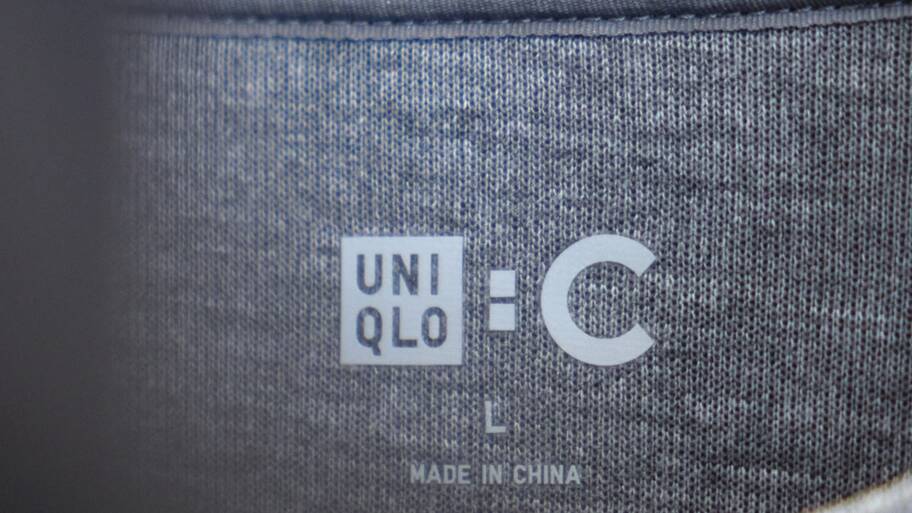 UNI
QLO : C
L
MADE IN CHINA